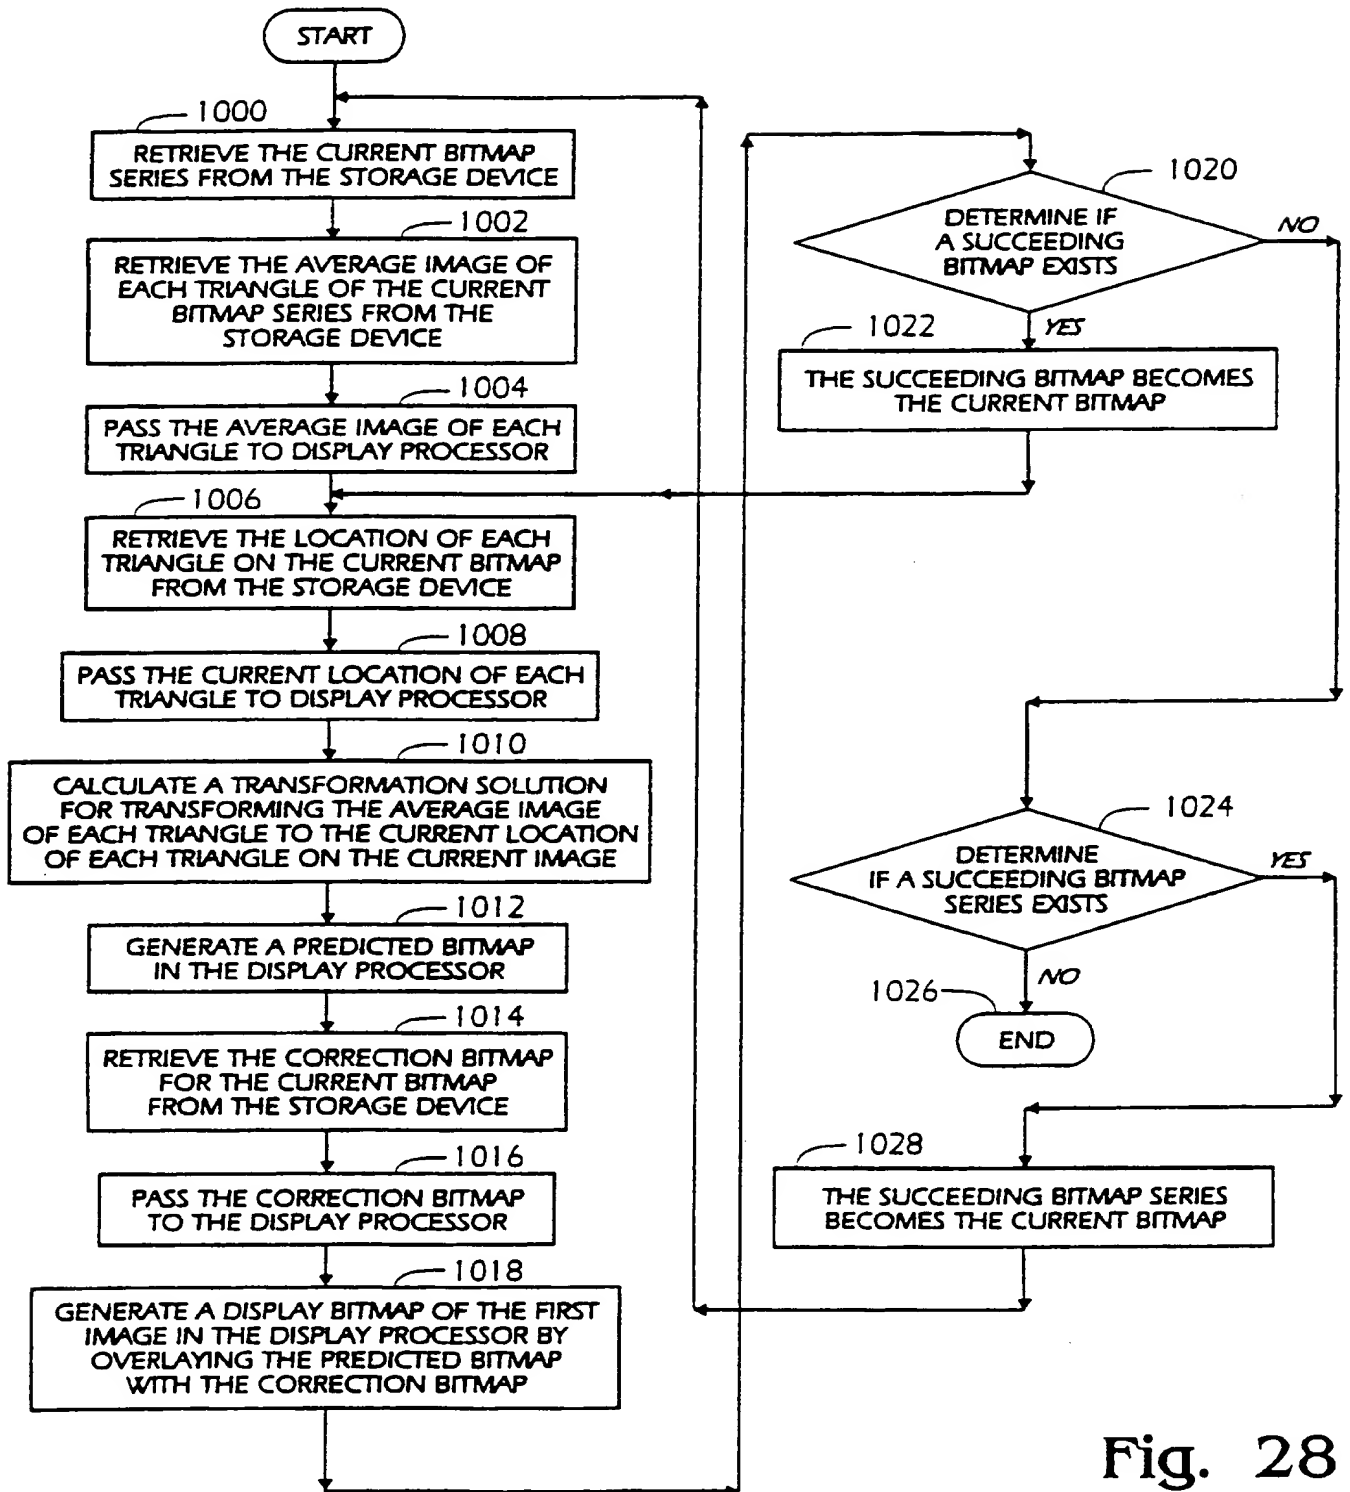 START
1000
RETRIEVE THE CURRENT BITMAP
SERIES FROM THE STORAGE DEVICE
1002
RETRIEVE THE AVERAGE IMAGE OF
EACH TRIANGLE OF THE CURRENT
BITMAP SERIES FROM THE
STORAGE DEVICE
1004
PASS THE AVERAGE IMAGE OF EACH
TRIANGLE TO DISPLAY PROCESSOR
1006
RETRIEVE THE LOCATION OF EACH
TRIANGLE ON THE CURRENT BITMAP
FROM THE STORAGE DEVICE
1008
PASS THE CURRENT LOCATION OF EACH
TRIANGLE TO DISPLAY PROCESSOR
1010
CALCULATE A TRANSFORMATION SOLUTION
FOR TRANSFORMING THE AVERAGE IMAGE
OF EACH TRIANGLE TO THE CURRENT LOCATION
OF EACH TRIANGLE ON THE CURRENT IMAGE
1012
GENERATE A PREDICTED BITMAP
IN THE DISPLAY PROCESSOR
1014
RETRIEVE THE CORRECTION BITMAP
FOR THE CURRENT BITMAP
FROM THE STORAGE DEVICE
1016
PASS THE CORRECTION BITMAP
TO THE DISPLAY PROCESSOR
1018
GENERATE A DISPLAY BITMAP OF THE FIRST
IMAGE IN THE DISPLAY PROCESSOR BY
OVERLAYING THE PREDICTED BITMAP
WITH THE CORRECTION BITMAP
1020
DETERMINE IF
A SUCCEEDING
BITMAP EXISTS
NO
YES
1022
THE SUCCEEDING BITMAP BECOMES
THE CURRENT BITMAP
1024
DETERMINE
IF A SUCCEEDING BITMAP
SERIES EXISTS
YES
NO
1026
END
1028
THE SUCCEEDING BITMAP SERIES
BECOMES THE CURRENT BITMAP
Fig. 28